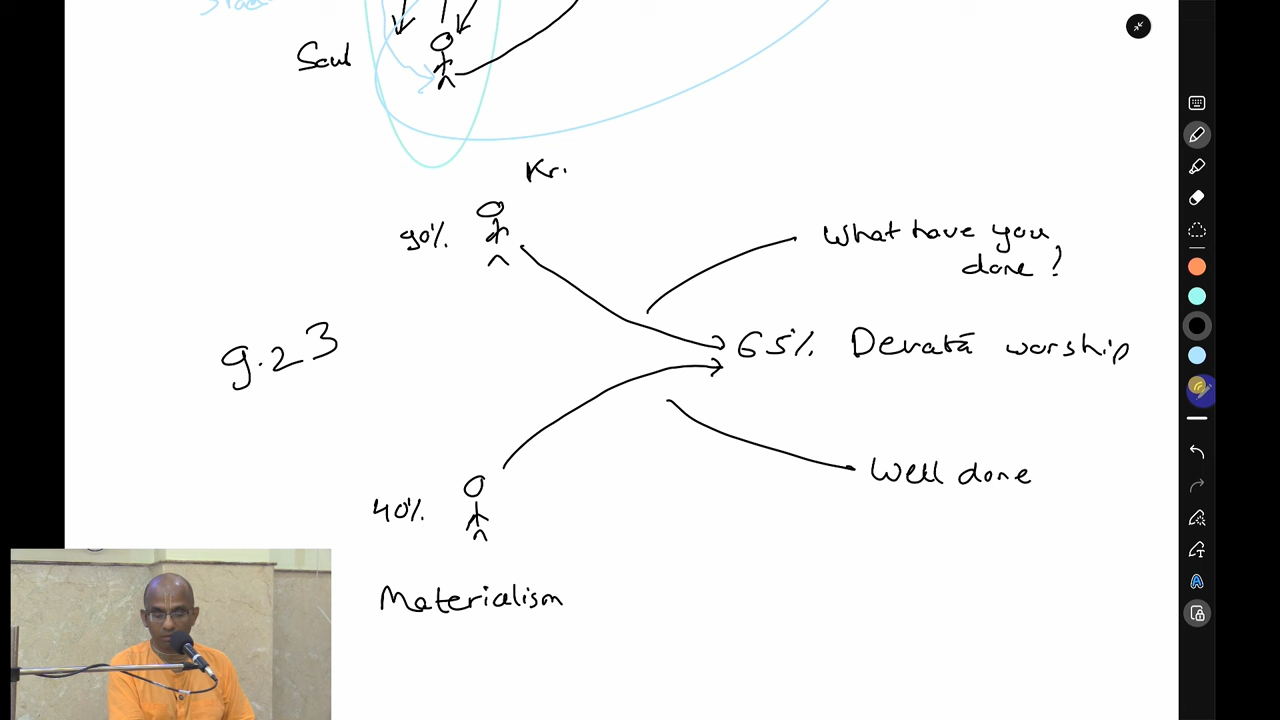 Soul
Kr.
90%
What have you
done?
9.23
65% Devatā worship
40%
Well done
Materialism